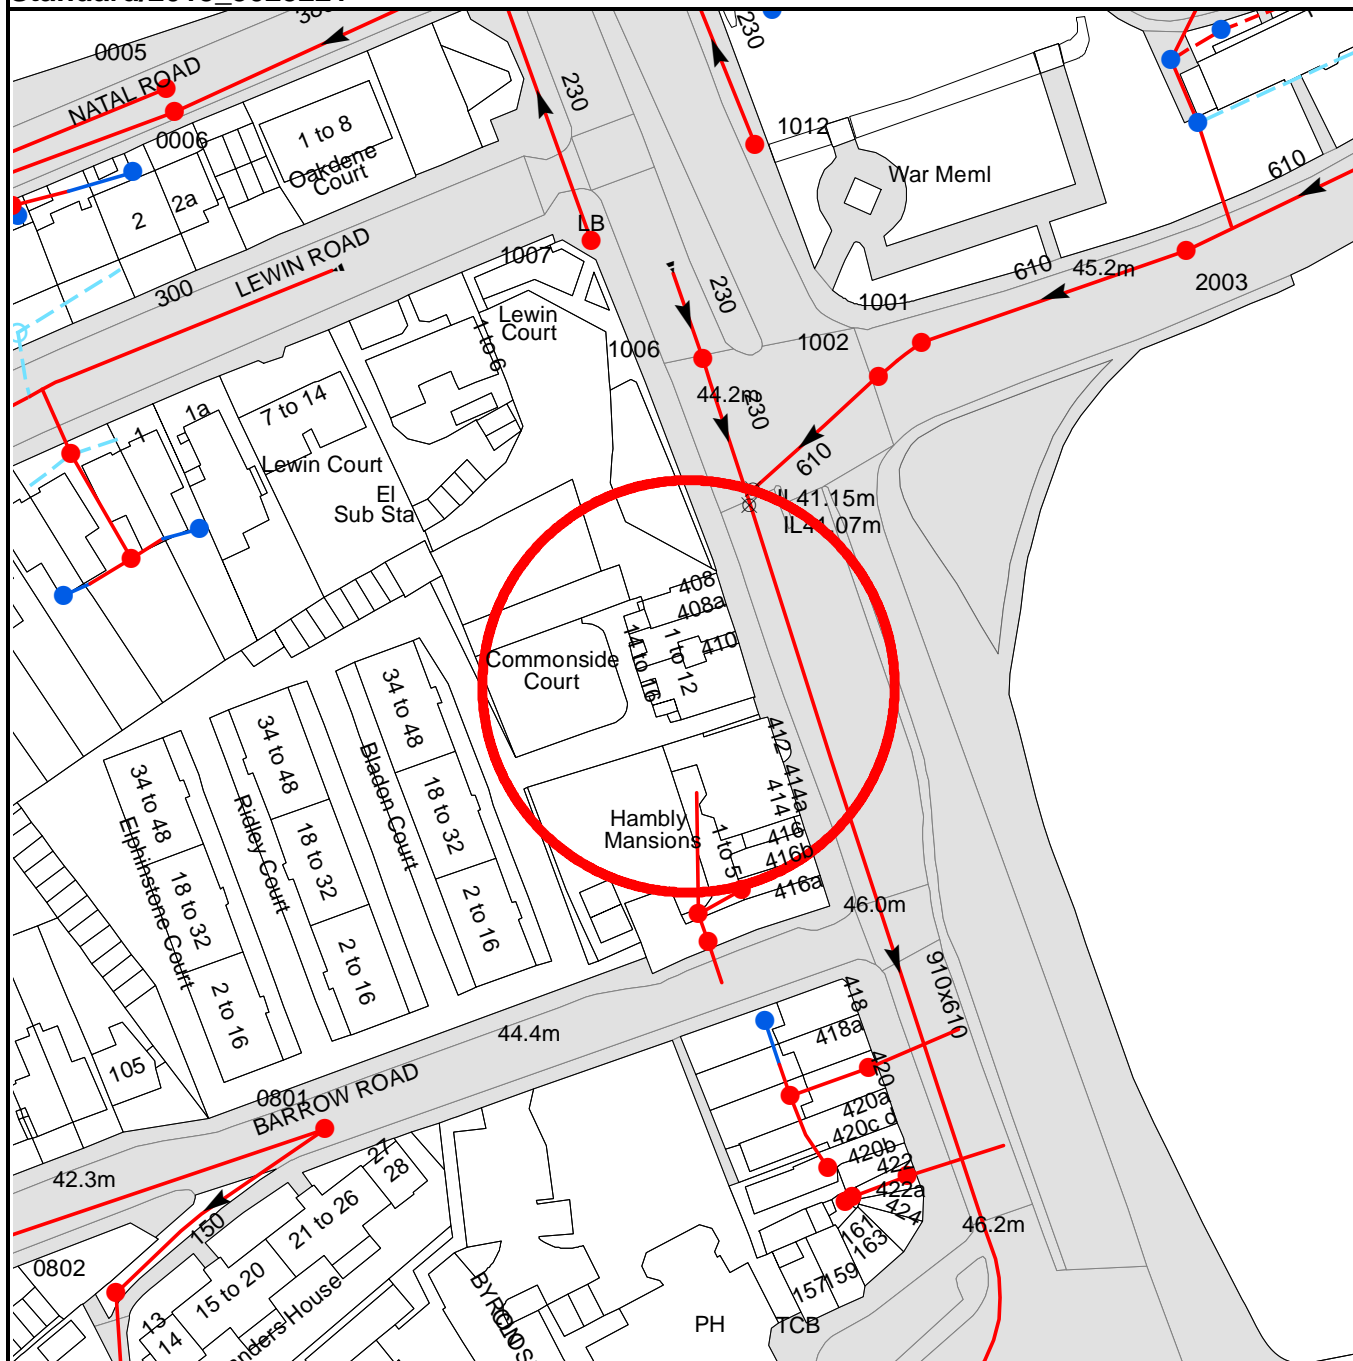 0005
NATAL ROAD
0006
1 to 8
Oakdene
Court
2
2a
230
230
1012
War Meml
610
LB
1007
LEWIN ROAD
300
230
610
45.2m
2003
1001
1002
1006
Lewin
Court
1 to 6
44.2m
230
610
1
1a
7 to 14
Lewin Court
El
Sub Sta
IL41.15m
IL41.07m
408
408a
410
1 to 12
14 to 16
Commonside
Court
34 to 48
18 to 32
2 to 16
Bladon Court
34 to 48
18 to 32
2 to 16
Ridley Court
34 to 48
18 to 32
2 to 16
Elphinstone Court
412
414a
414
416
416b
416a
Hambly
Mansions
1 to 5
46.0m
910x610
44.4m
105
0801
BARROW ROAD
42.3m
150
0802
27
28
21 to 26
15 to 20
13
14
nders House
418
418a
420
420a
420c d
420b
422
422a
424
46.2m
161
163
159
157
PH
TCB